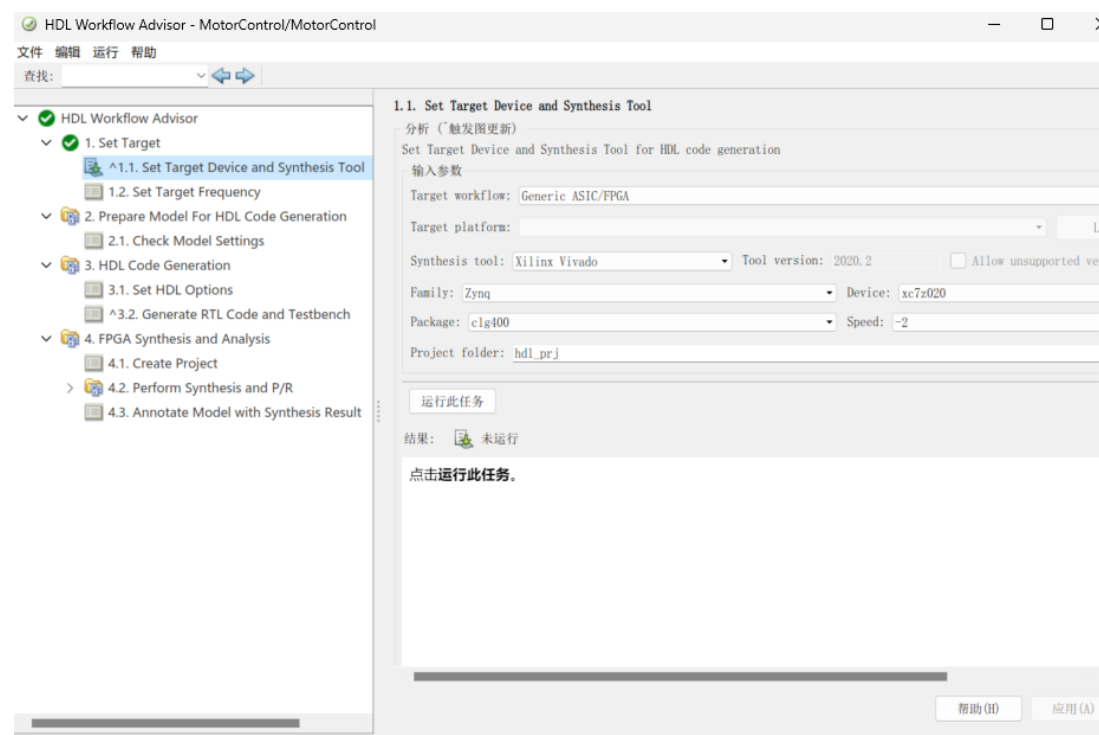 HDL Workflow Advisor - MotorControl/MotorControl
文件 编辑 运行 帮助
查找:
HDL Workflow Advisor
1. Set Target
^1.1. Set Target Device and Synthesis Tool
1.2. Set Target Frequency
2. Prepare Model For HDL Code Generation
2.1. Check Model Settings
3. HDL Code Generation
3.1. Set HDL Options
^3.2. Generate RTL Code and Testbench
4. FPGA Synthesis and Analysis
4.1. Create Project
4.2. Perform Synthesis and P/R
4.3. Annotate Model with Synthesis Result
1.1. Set Target Device and Synthesis Tool
分析 (^触发图更新)
Set Target Device and Synthesis Tool for HDL code generation
输入参数
Target workflow: Generic ASIC/FPGA
Target platform: L
Synthesis tool: Xilinx Vivado Tool version: 2020.2 Allow unsupported ve
Family: Zynq Device: xc7z020
Package: clg400 Speed: -2
Project folder: hdl_prj
运行此任务
结果: 未运行
点击运行此任务。
帮助(H) 应用(A)